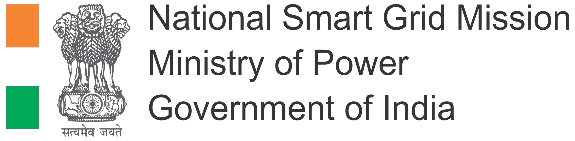 National Smart Grid Mission
Ministry of Power
Government of India
सत्यमेव जयते